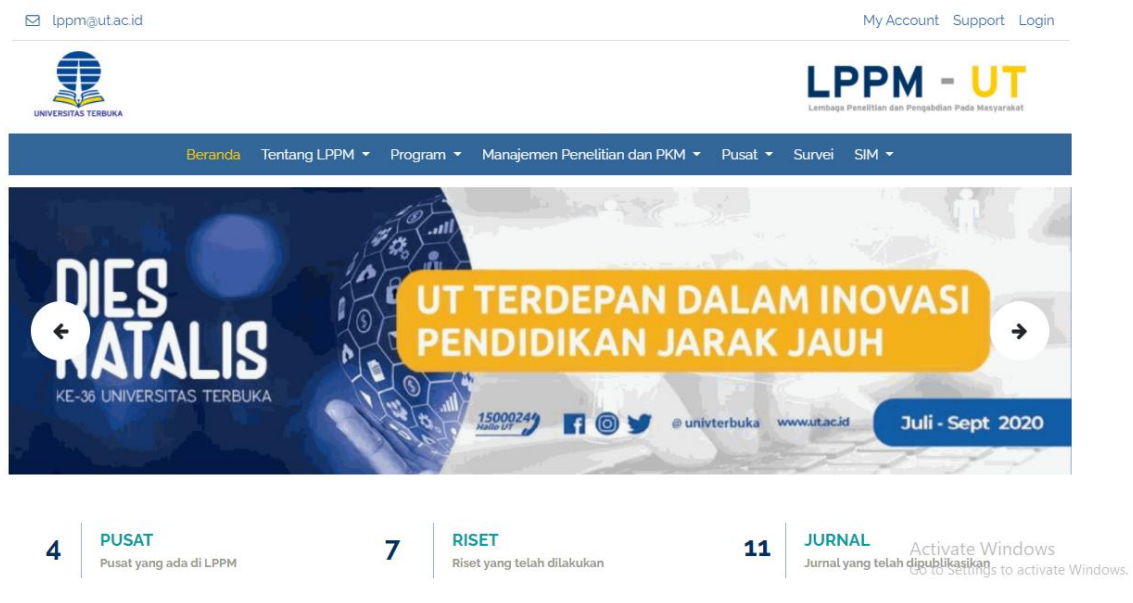 lppm@ut.ac.id
My Account Support Login
UNIVERSITAS TERBUKA
LPPM - UT
Lembaga Penelitian dan Pengabdian Pada Masyarakat
Beranda Tentang LPPM Program Manajemen Penelitian dan PKM Pusat Survei SIM
DIES
NATALIS
KE-36 UNIVERSITAS TERBUKA
UT TERDEPAN DALAM INOVASI
PENDIDIKAN JARAK JAUH
1500024
Hallo UT
@univterbuka www.ut.ac.id
Juli - Sept 2020
4
PUSAT
Pusat yang ada di LPPM
7
RISET
Riset yang telah dilakukan
11
JURNAL
Jurnal yang telah dipublikasikan
Activate Windows
Go to Settings to activate Windows.